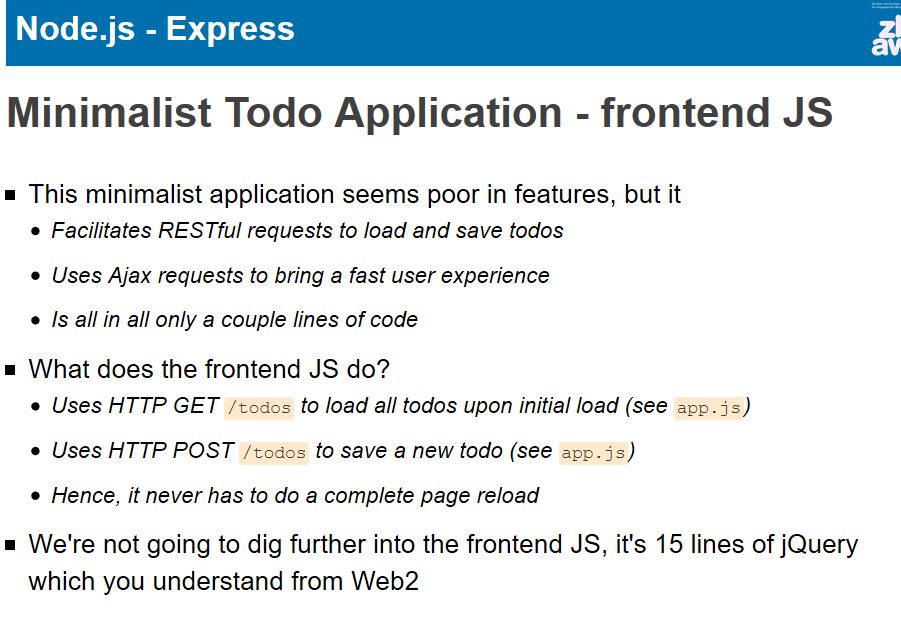 Node.js - Express
Minimalist Todo Application - frontend JS
This minimalist application seems poor in features, but it
Facilitates RESTful requests to load and save todos
Uses Ajax requests to bring a fast user experience
Is all in all only a couple lines of code
What does the frontend JS do?
Uses HTTP GET /todos to load all todos upon initial load (see app.js)
Uses HTTP POST /todos to save a new todo (see app.js)
Hence, it never has to do a complete page reload
We're not going to dig further into the frontend JS, it's 15 lines of jQuery
which you understand from Web2